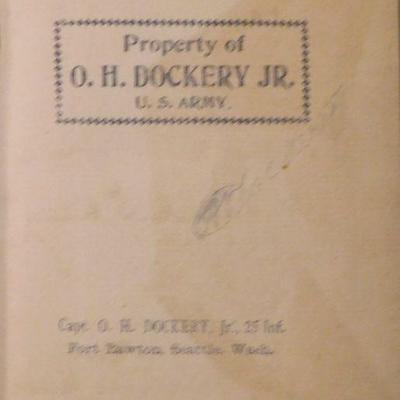 Property of
O. H. DOCKERY JR.
U. S. ARMY.
Capt. O. H. DOCKERY, Jr., 25 Inf.
Fort Lawton, Seattle, Wash.